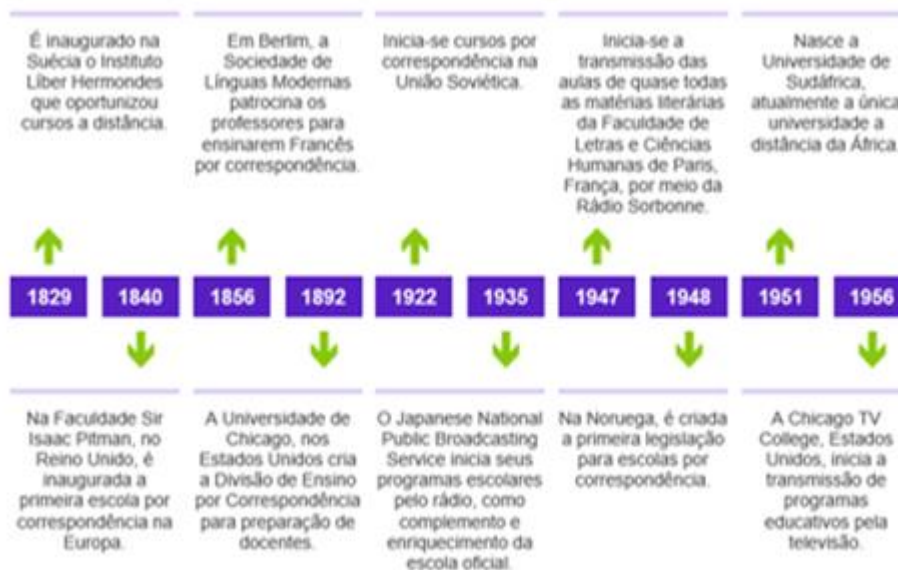 É inaugurado na
Suécia o Instituto
Líber Hermondes
que oportunizou
cursos a distância.
Em Berlim, a
Sociedade de
Línguas Modernas
patrocina os
professores para
ensinarem Francês
por correspondência.
Inicia-se cursos por
correspondência na
União Soviética.
Inicia-se a
transmissão das
aulas de quase todas
as matérias literárias
da Faculdade de
Letras e Ciências
Humanas de Paris,
França, por meio da
Rádio Sorbonne.
Nasce a
Universidade de
Sudáfrica,
atualmente a única
universidade a
distância da África.
1829 1840 1856 1892 1922 1935 1947 1948 1951 1956
Na Faculdade Sir
Isaac Pitman, no
Reino Unido, é
inaugurada a
primeira escola por
correspondência na
Europa.
A Universidade de
Chicago, nos
Estados Unidos cria
a Divisão de Ensino
por Correspondência
para preparação de
docentes.
O Japanese National
Public Broadcasting
Service inicia seus
programas escolares
pelo rádio, como
complemento e
enriquecimento da
escola oficial.
Na Noruega, é criada
a primeira legislação
para escolas por
correspondência.
A Chicago TV
College, Estados
Unidos, inicia a
transmissão de
programas
educativos pela
televisão.